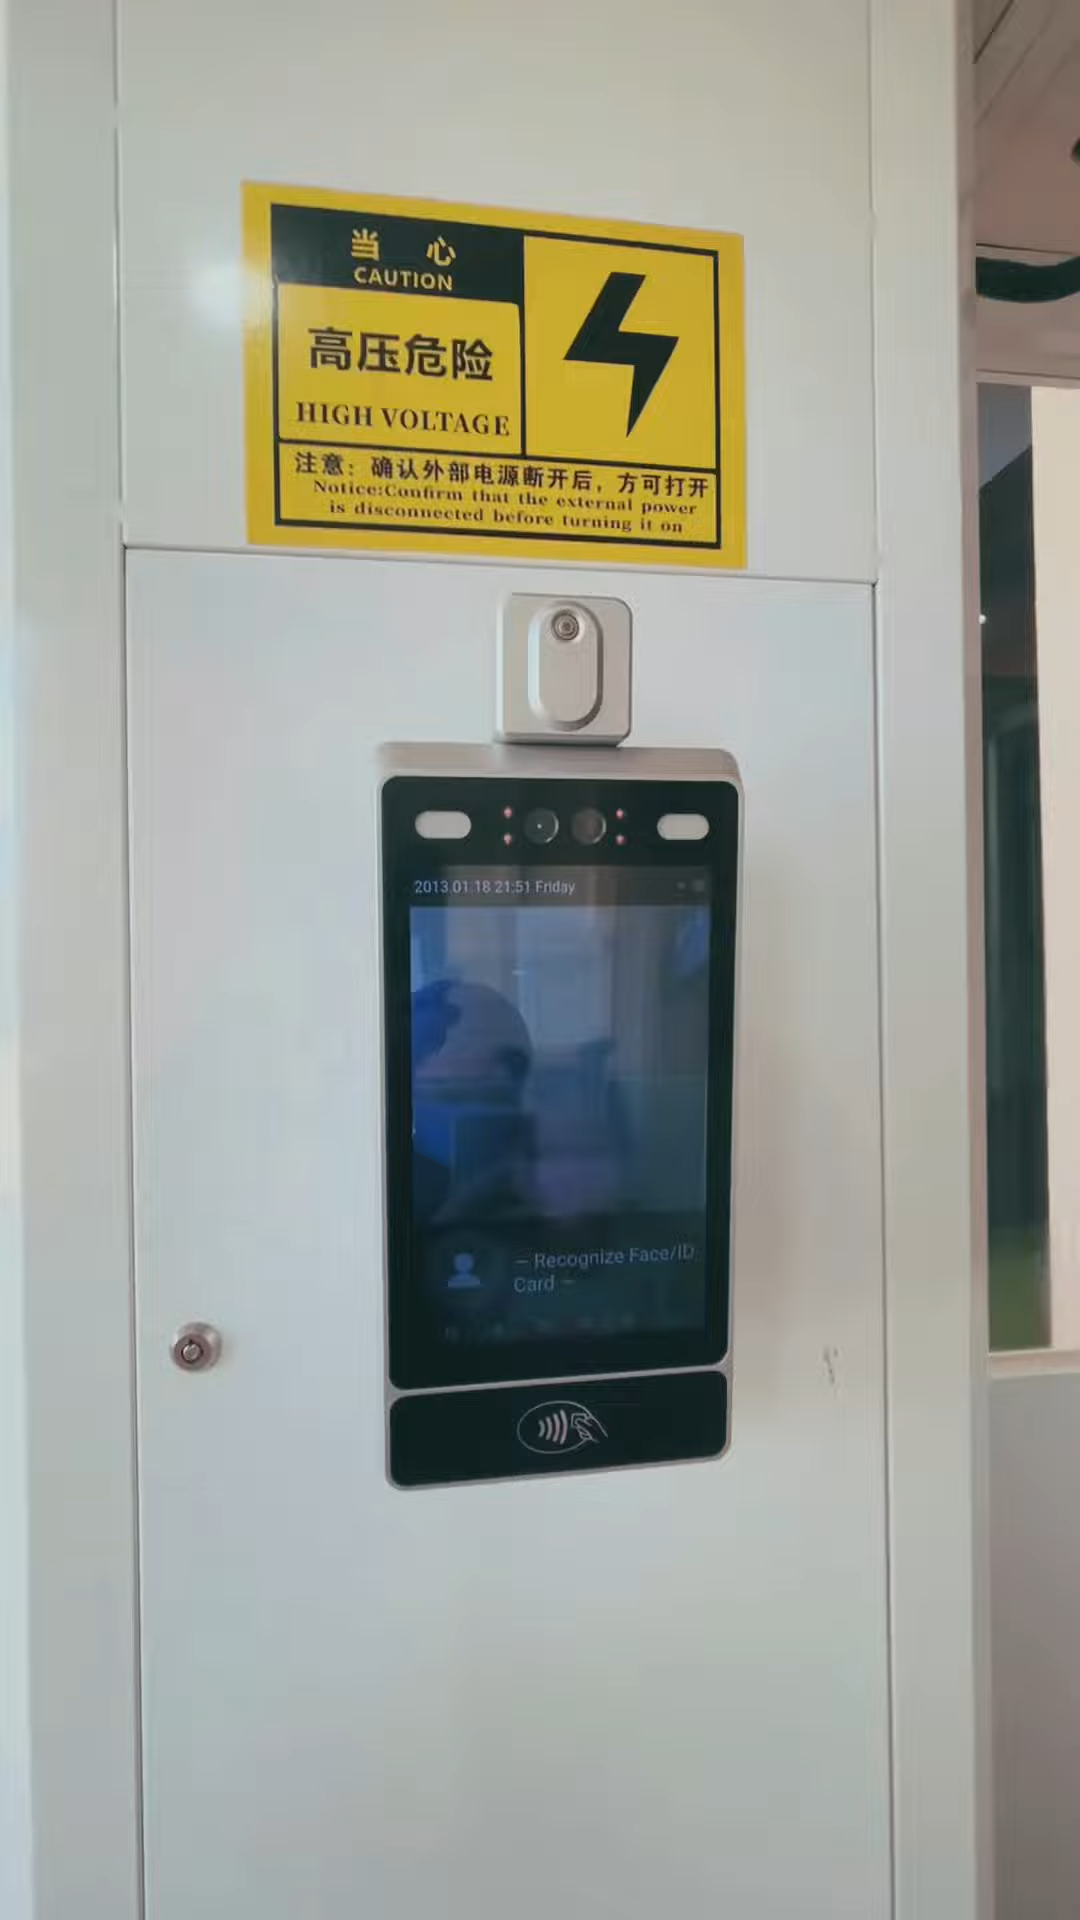 当 心
CAUTION
高压危险
HIGH VOLTAGE
注意：确认外部电源断开后，方可打开
Notice:Confirm that the external power
is disconnected before turning it on
2013.01.18 21:51 Friday
— Recognize Face/ID
Card —